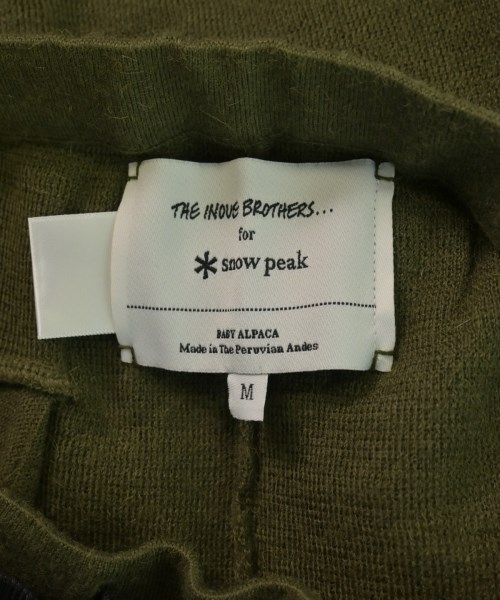 THE INOUE BROTHERS...
for
snow peak
BABY ALPACA
Made in The Peruvian Andes
M